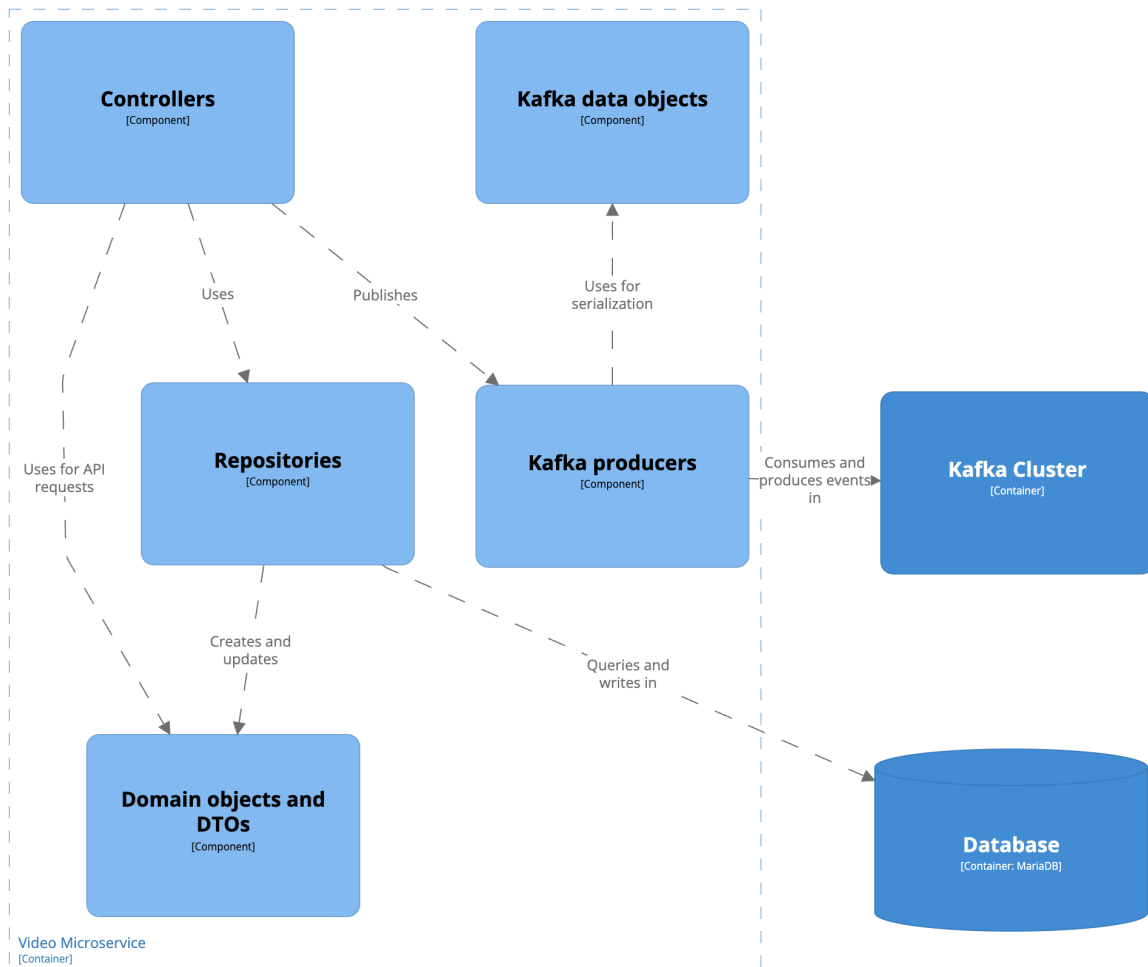 Controllers
[Component]
Kafka data objects
[Component]
Uses
Publishes
Uses for
serialization
Uses for API
requests
Repositories
[Component]
Kafka producers
[Component]
Consumes and
produces events
in
Kafka Cluster
[Container]
Creates and
updates
Queries and
writes in
Domain objects and
DTOs
[Component]
Database
[Container: MariaDB]
Video Microservice
[Container]